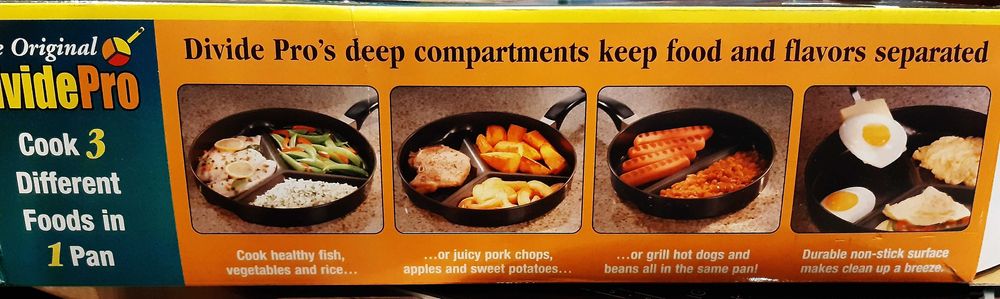 e Original
ividePro
Cook 3
Different
Foods in
1 Pan
Divide Pro's deep compartments keep food and flavors separated
Cook healthy fish,
vegetables and rice...
...or juicy pork chops,
apples and sweet potatoes...
...or grill hot dogs and
beans all in the same pan!
Durable non-stick surface
makes clean up a breeze.